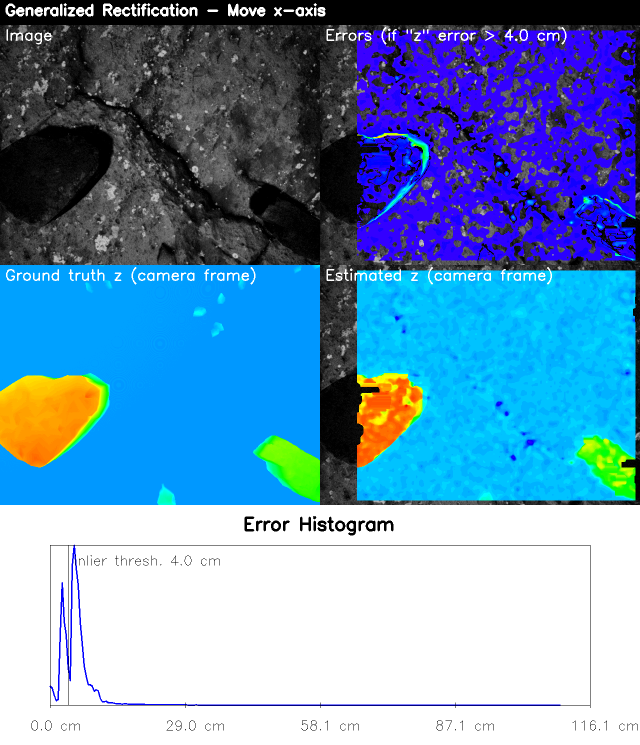 Generalized Rectification - Move x-axis
Image
Errors (if "z" error > 4.0 cm)
Ground truth z (camera frame)
Estimated z (camera frame)
Error Histogram
nlier thresh. 4.0 cm
0.0 cm 29.0 cm 58.1 cm 87.1 cm 116.1 cm